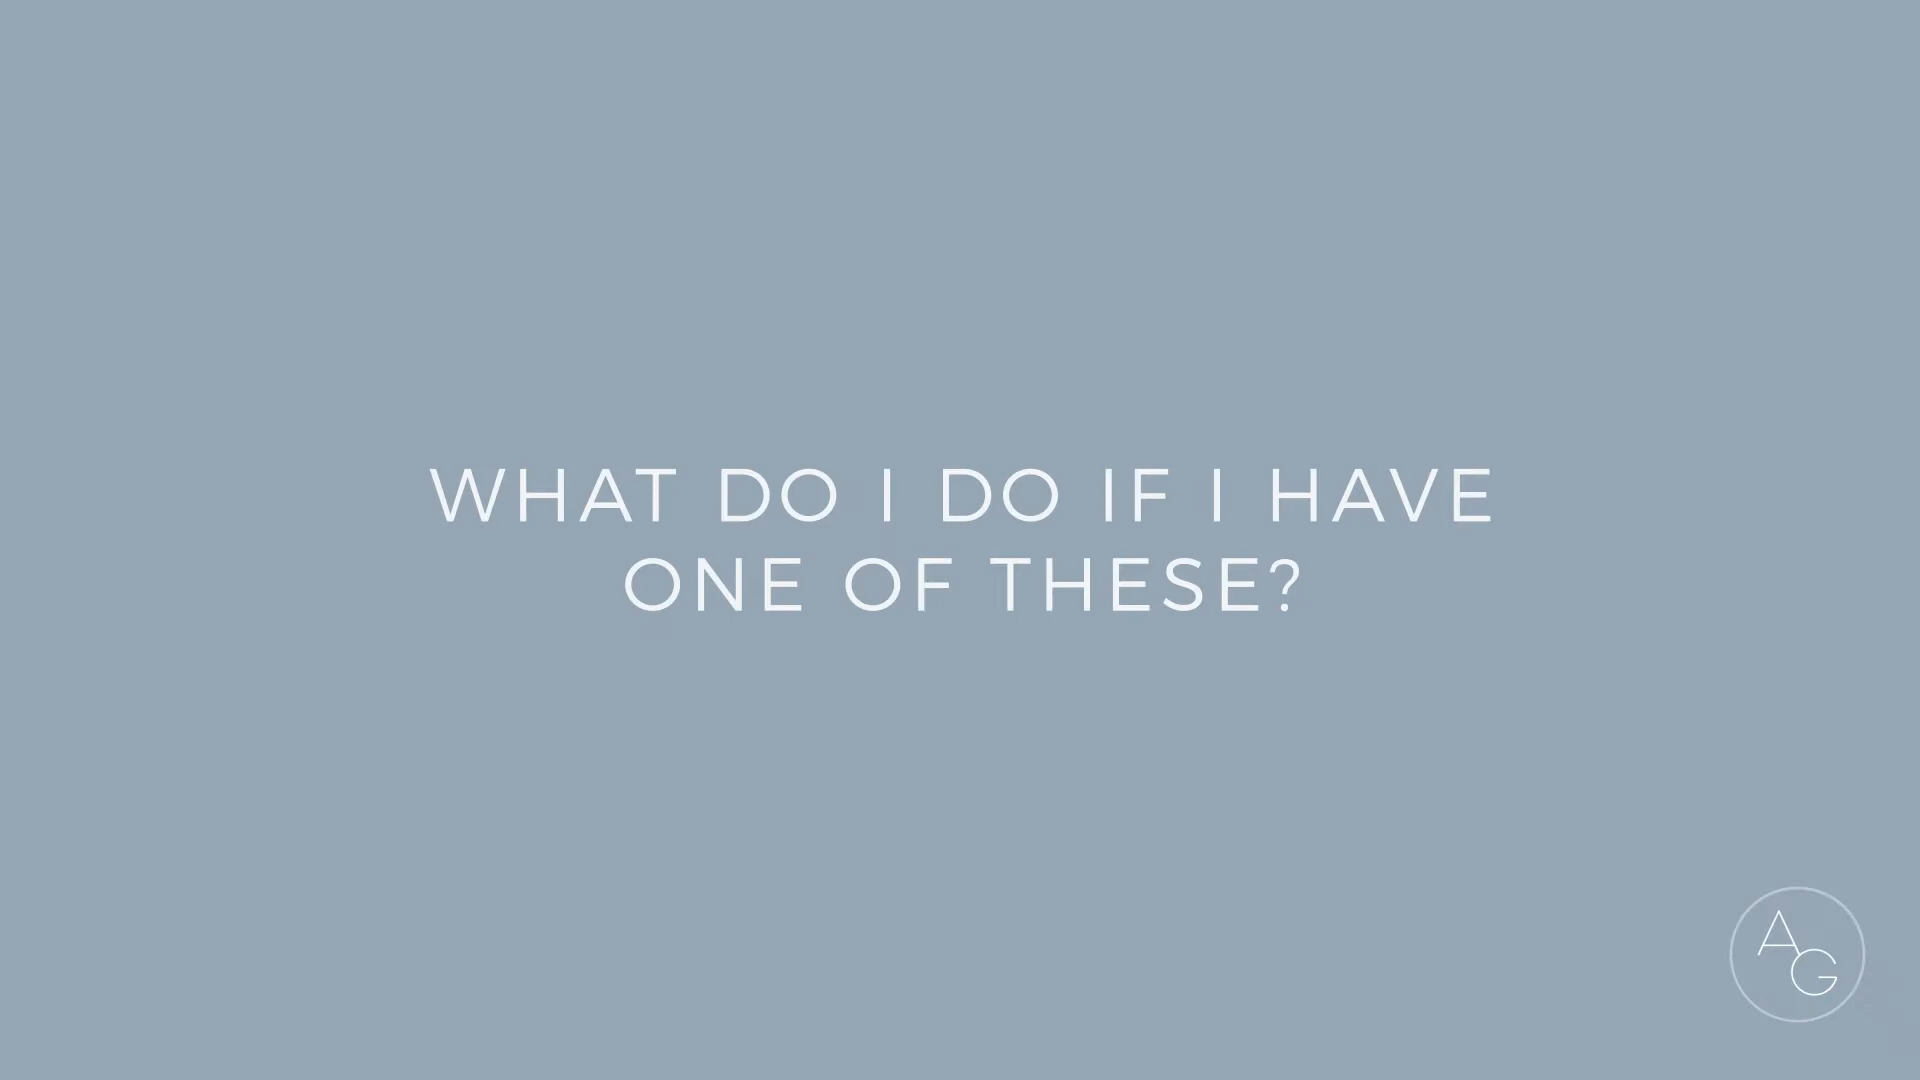 WHAT DO I DO IF I HAVE
ONE OF THESE?
AG